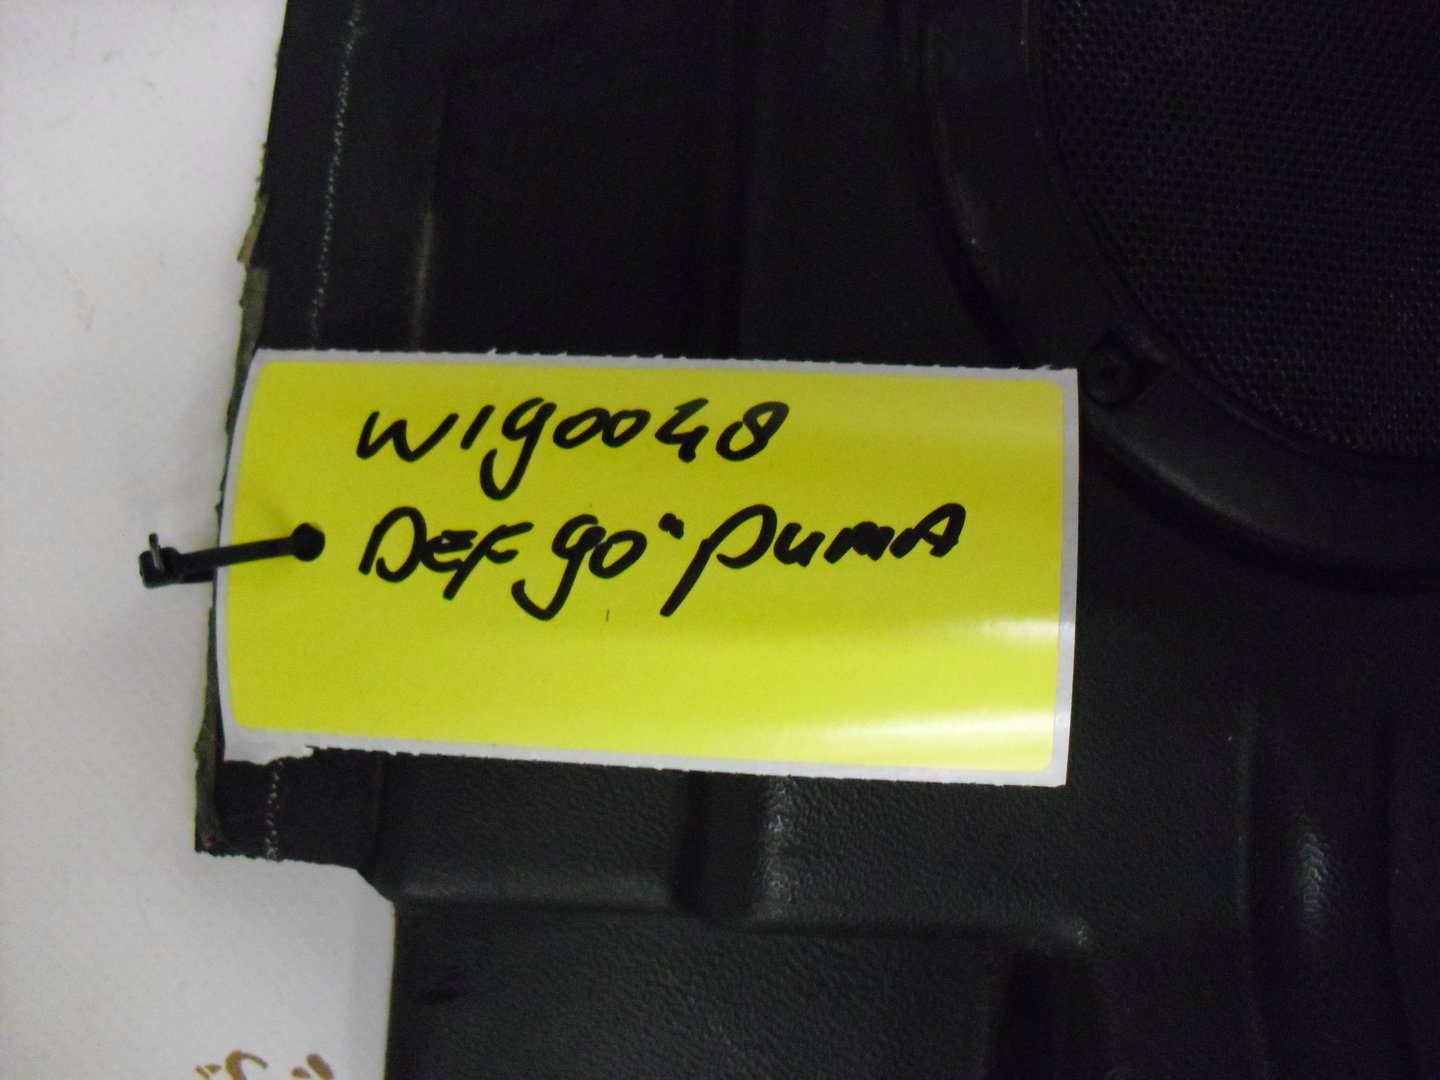 W190048
DEF 90" PUMA